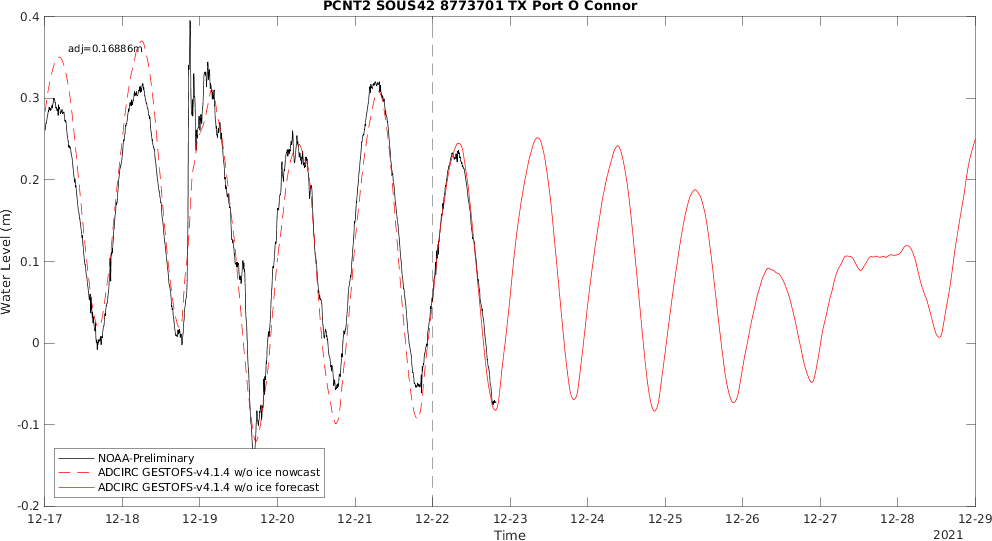 PCNT2 SOUS42 8773701 TX Port O Connor
adj=0.16886m
0.4
0.3
0.2
0.1
0
-0.1
-0.2
Water Level (m)
NOAA-Preliminary
ADCIRC GESTOFS-v4.1.4 w/o ice nowcast
ADCIRC GESTOFS-v4.1.4 w/o ice forecast
12-17 12-18 12-19 12-20 12-21 12-22 12-23 12-24 12-25 12-26 12-27 12-28 12-29
Time
2021